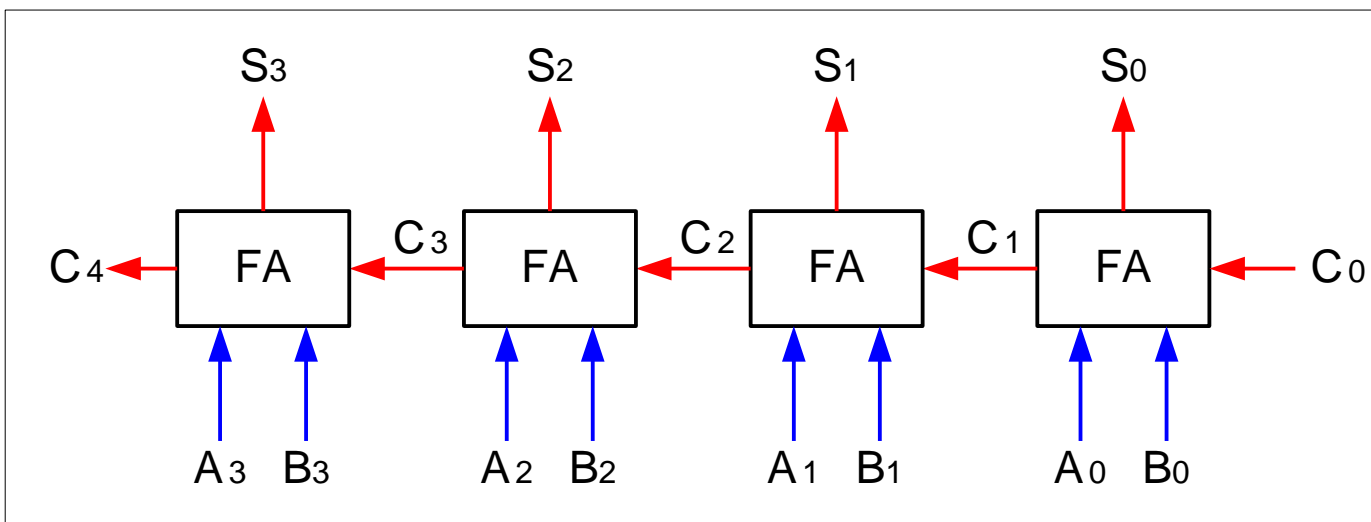 S3 S2 S1 S0
C3 C2 C1
C4 FA FA FA FA C0
A3 B3 A2 B2 A1 B1 A0 B0